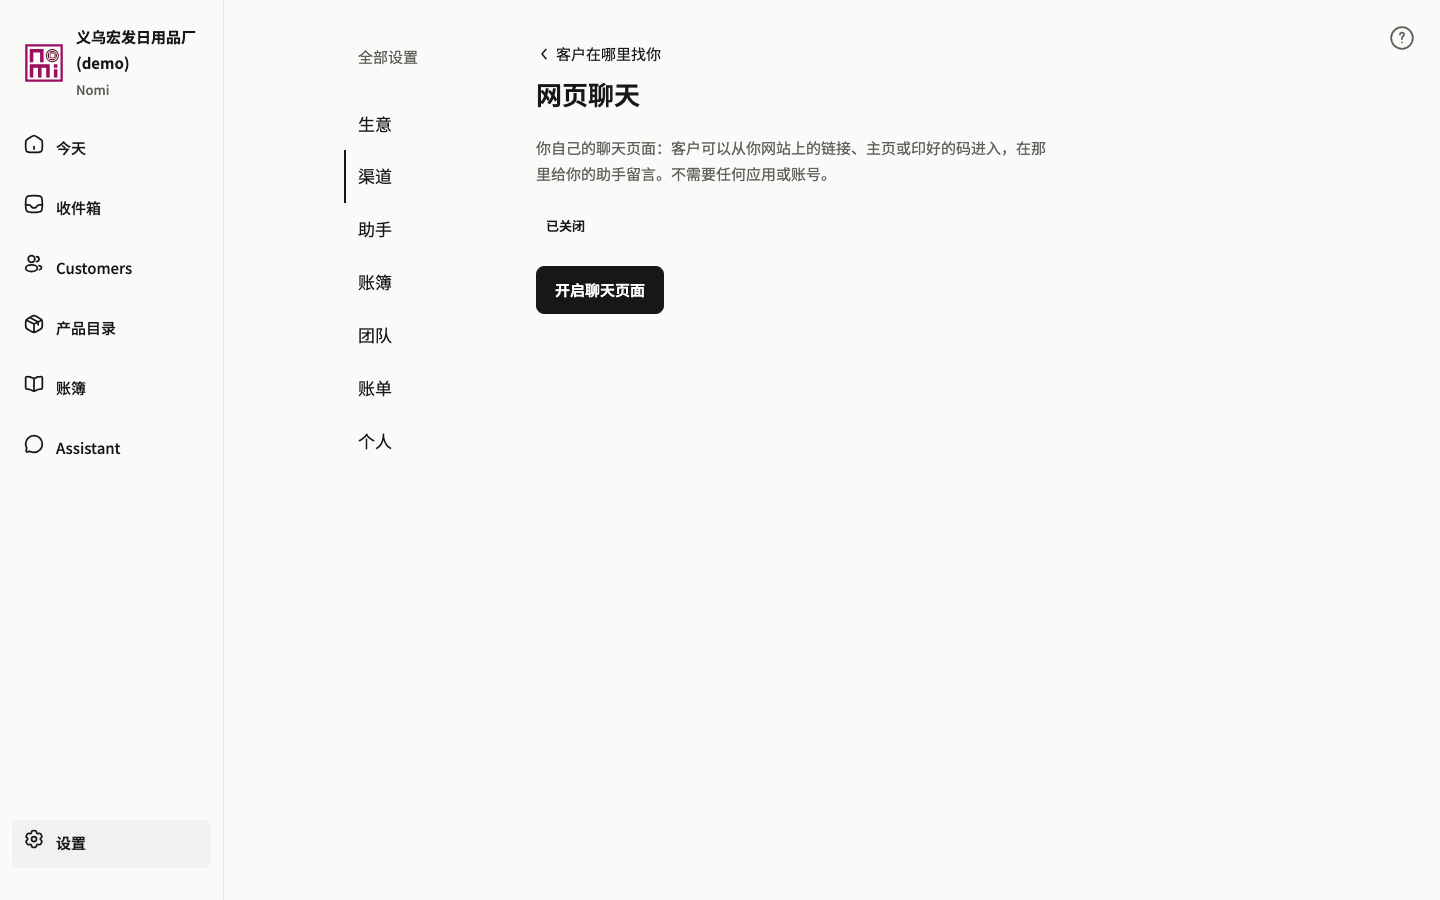 义乌宏发日用品厂
(demo)
Nomi
今天
收件箱
Customers
产品目录
账簿
Assistant
设置
全部设置
生意
渠道
助手
账簿
团队
账单
个人
客户在哪里找你
网页聊天
你自己的聊天页面：客户可以从你网站上的链接、主页或印好的码进入，在那
里给你的助手留言。不需要任何应用或账号。
已关闭
开启聊天页面